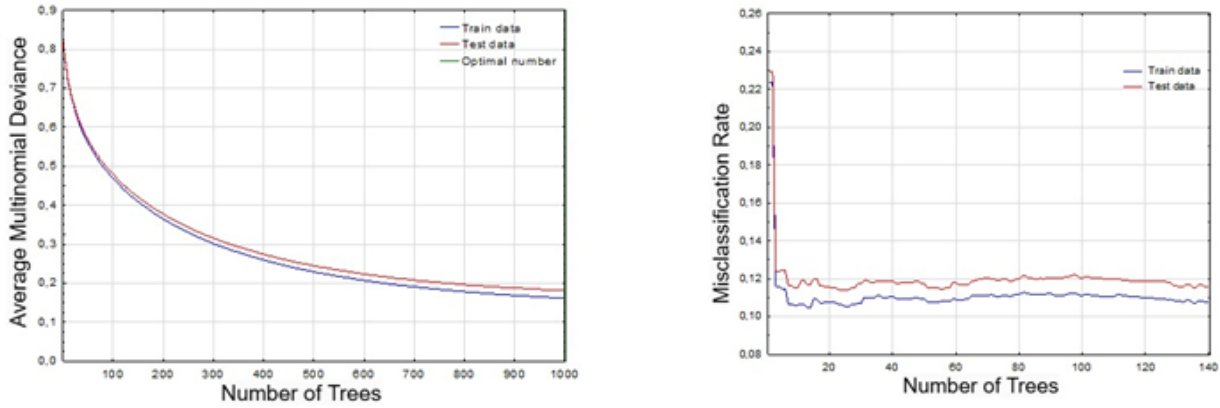 0,9
0,8
0,7
0,6
0,5
0,4
0,3
0,2
0,1
0,0
Average Multinomial Deviance
Train data
Test data
Optimal number
100 200 300 400 500 600 700 800 900 1000
Number of Trees
0,26
0,24
0,22
0,20
0,18
0,16
0,14
0,12
0,10
0,08
Misclassification Rate
Train data
Test data
20 40 60 80 100 120 140
Number of Trees